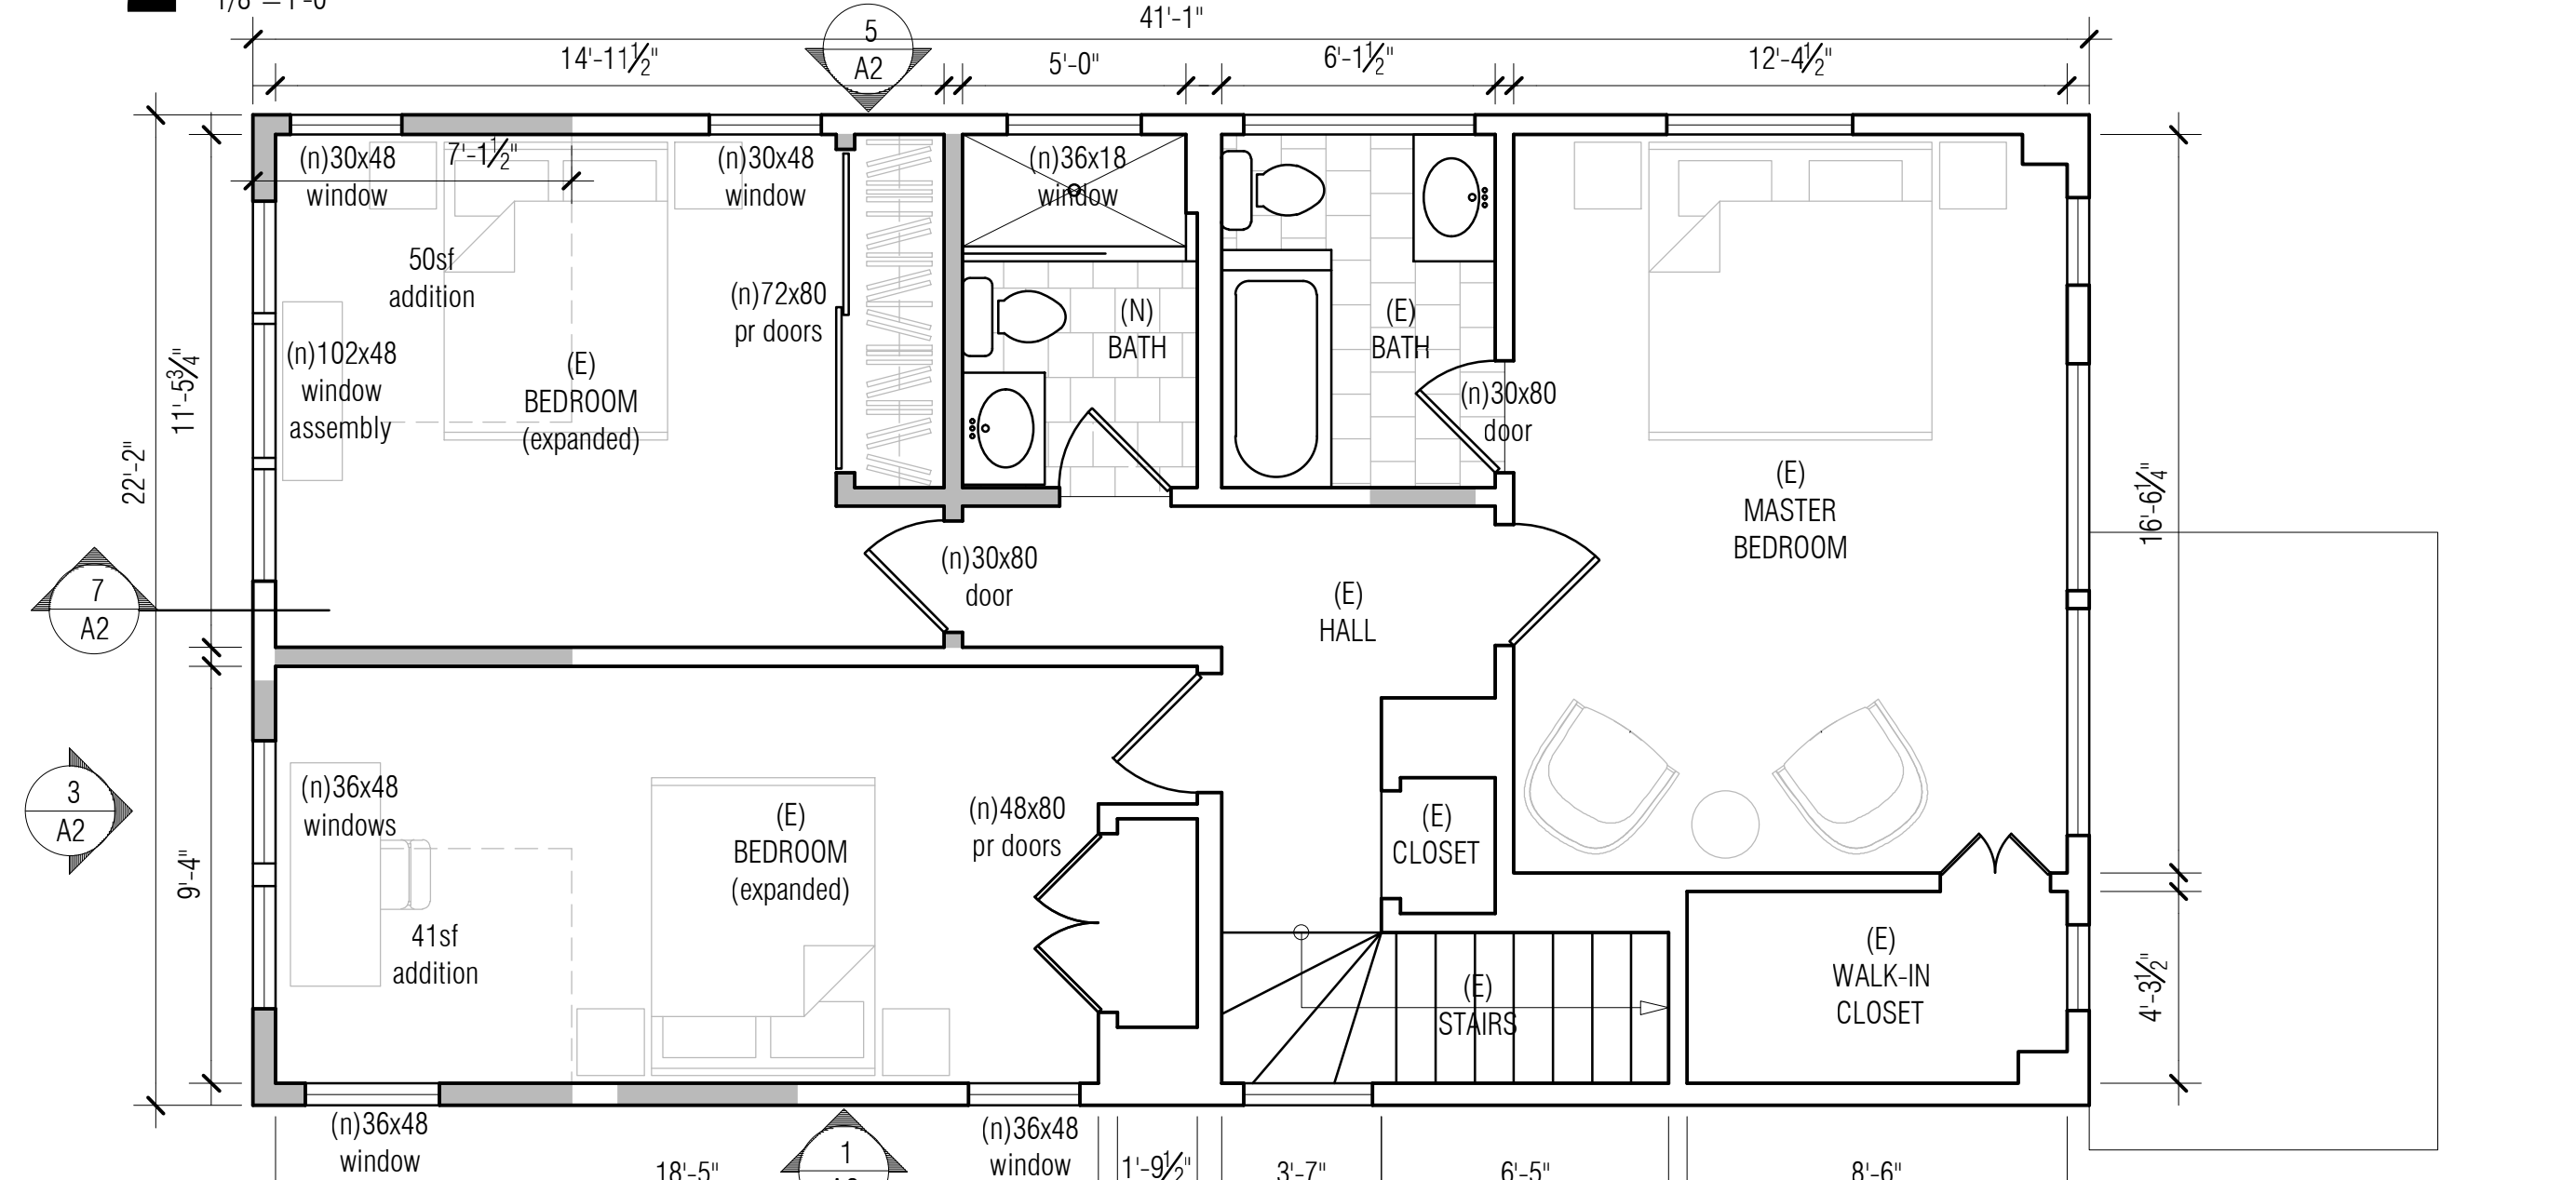 1/8"=1'-0"
41'-1"
5
A2
14'-11½"
5'-0"
6'-1½"
12'-4½"
(n)30x48
window
7'-1½"
(n)30x48
window
(n)36x18
window
50sf
addition
(n)72x80
pr doors
(N)
BATH
(E)
BATH
(n)102x48
window
assembly
(E)
BEDROOM
(expanded)
(n)30x80
door
11'-5¾"
22'-2"
(E)
MASTER
BEDROOM
16'-6¼"
7
A2
(n)30x80
door
(E)
HALL
3
A2
(n)36x48
windows
(E)
BEDROOM
(expanded)
(n)48x80
pr doors
(E)
CLOSET
9'-4"
41sf
addition
(E)
STAIRS
(E)
WALK-IN
CLOSET
4'-3½"
(n)36x48
window
1
(n)36x48
window
18'-5"
1'-9½"
3'-7"
6'-5"
8'-6"